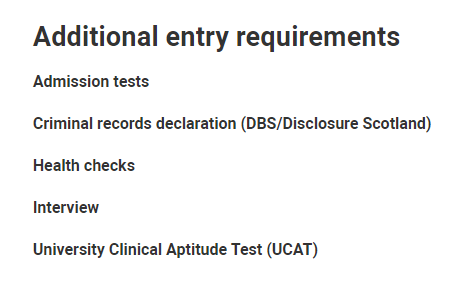 Additional entry requirements
Admission tests
Criminal records declaration (DBS/Disclosure Scotland)
Health checks
Interview
University Clinical Aptitude Test (UCAT)